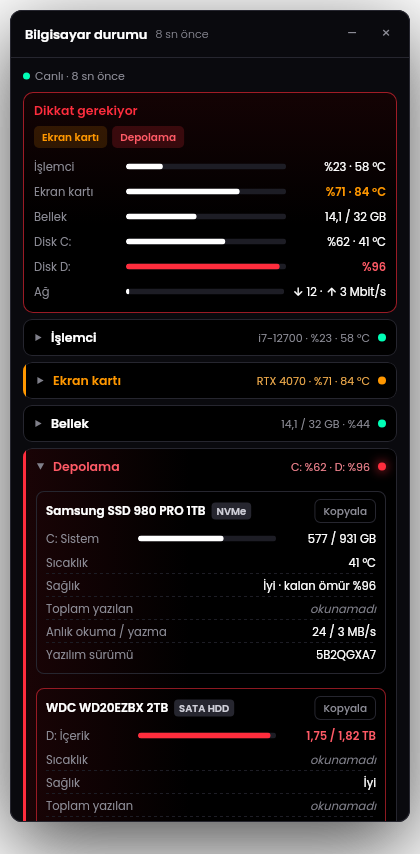 Bilgisayar durumu 8 sn önce
Canlı · 8 sn önce
Dikkat gerekiyor
Ekran kartı Depolama
İşlemci %23 · 58 °C
Ekran kartı %71 · 84 °C
Bellek 14,1 / 32 GB
Disk C: %62 · 41 °C
Disk D: %96
Ağ ↓ 12 · ↑ 3 Mbit/s
İşlemci i7-12700 · %23 · 58 °C
Ekran kartı RTX 4070 · %71 · 84 °C
Bellek 14,1 / 32 GB · %44
Depolama C: %62 · D: %96
Samsung SSD 980 PRO 1TB NVMe Kopyala
C: Sistem 577 / 931 GB
Sıcaklık 41 °C
Sağlık İyi · kalan ömür %96
Toplam yazılan okunamadı
Anlık okuma / yazma 24 / 3 MB/s
Yazılım sürümü 5B2QGXA7
WDC WD20EZBX 2TB SATA HDD Kopyala
D: İçerik 1,75 / 1,82 TB
Sıcaklık okunamadı
Sağlık İyi
Toplam yazılan okunamadı